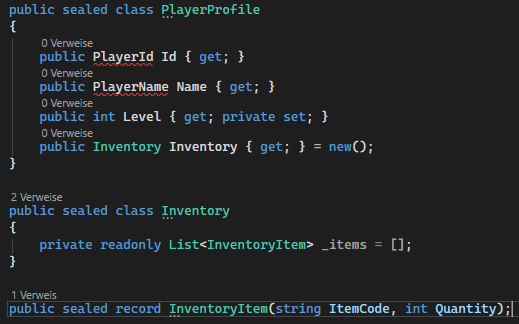 public sealed class PlayerProfile
{
0 Verweise
public PlayerId Id { get; }
0 Verweise
public PlayerName Name { get; }
0 Verweise
public int Level { get; private set; }
0 Verweise
public Inventory Inventory { get; } = new();
}
2 Verweise
public sealed class Inventory
{
private readonly List<InventoryItem> _items = [];
}
1 Verweis
public sealed record InventoryItem(string ItemCode, int Quantity);